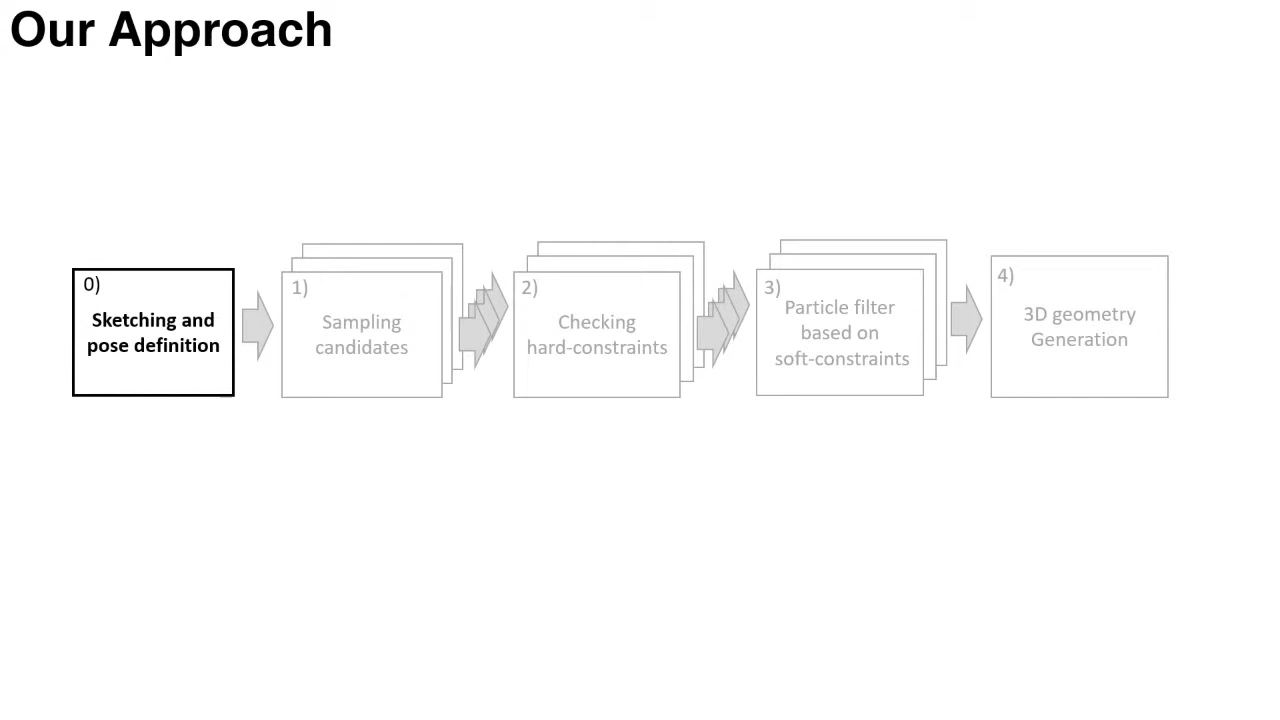 Our Approach
0)
Sketching and
pose definition
1)
Sampling
candidates
2)
Checking
hard-constraints
3)
Particle filter
based on
soft-constraints
4)
3D geometry
Generation